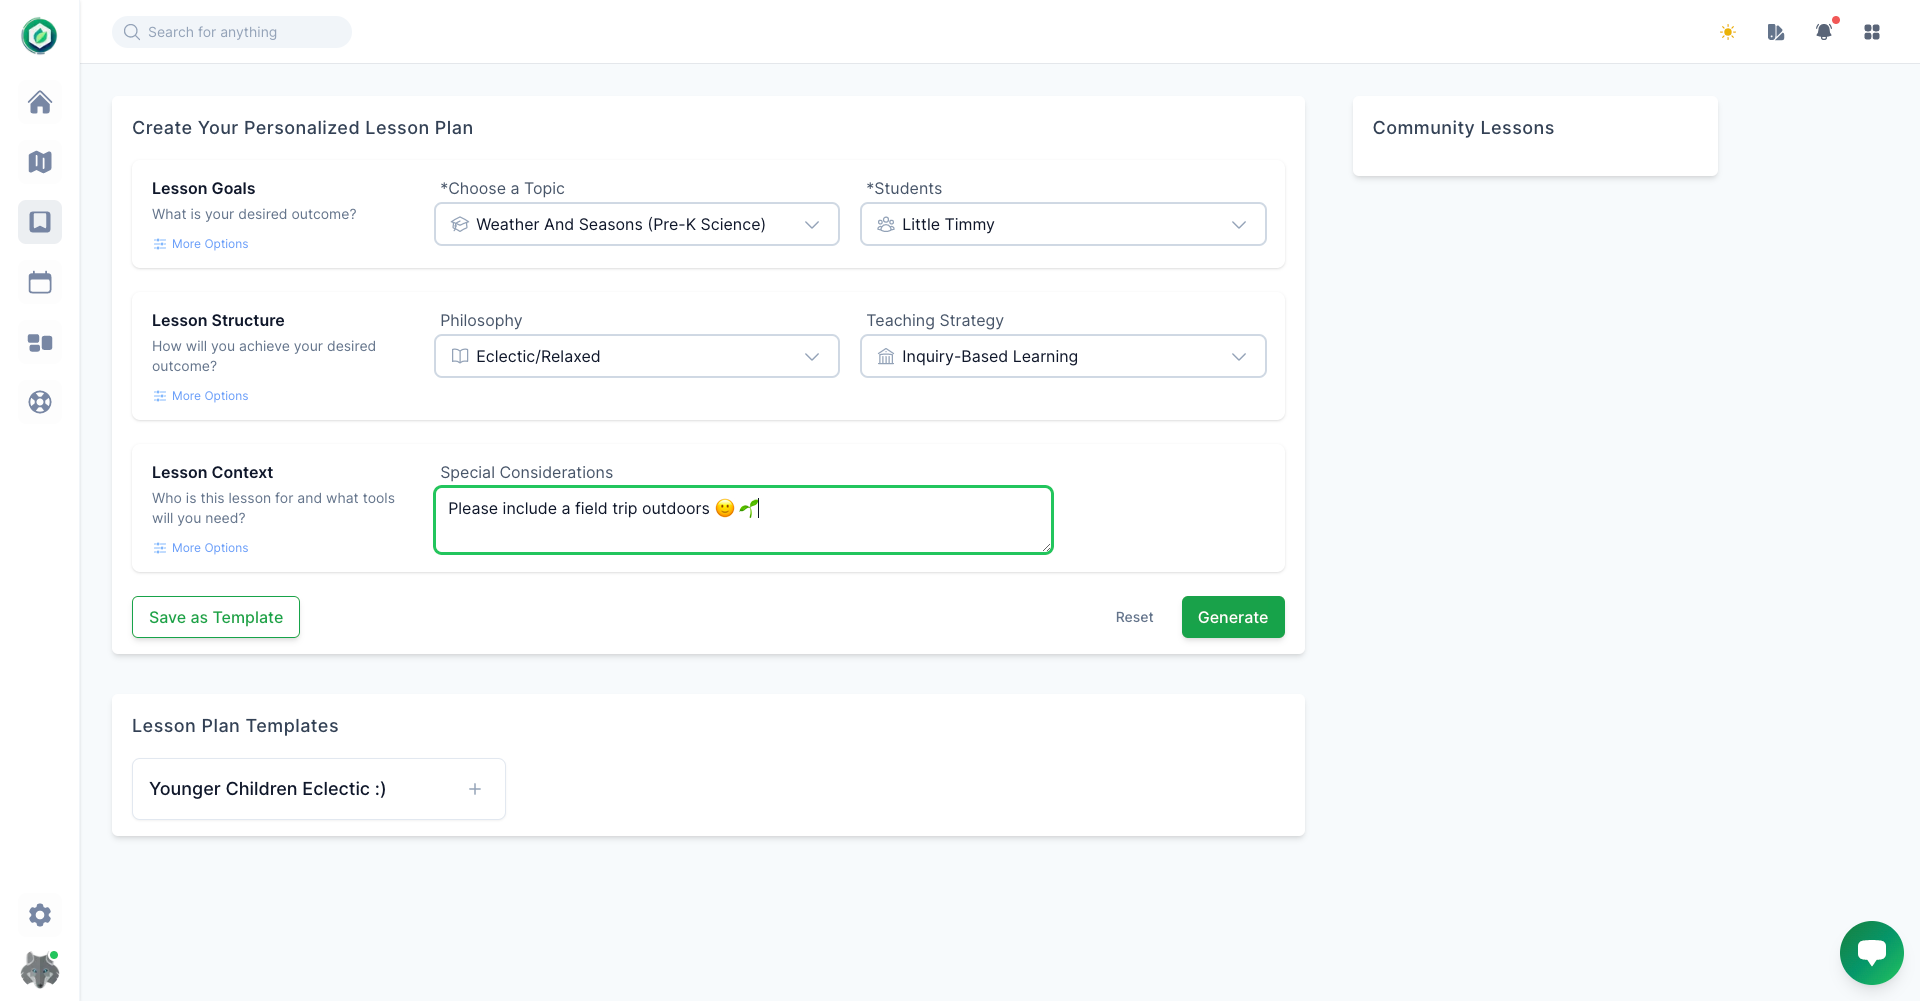 Search for anything
Create Your Personalized Lesson Plan
Lesson Goals
What is your desired outcome?
More Options
*Choose a Topic
Weather And Seasons (Pre-K Science)
*Students
Little Timmy
Lesson Structure
How will you achieve your desired
outcome?
More Options
Philosophy
Eclectic/Relaxed
Teaching Strategy
Inquiry-Based Learning
Lesson Context
Who is this lesson for and what tools
will you need?
More Options
Special Considerations
Please include a field trip outdoors 🙂🌱
Save as Template
Reset
Generate
Lesson Plan Templates
Younger Children Eclectic :)
Community Lessons